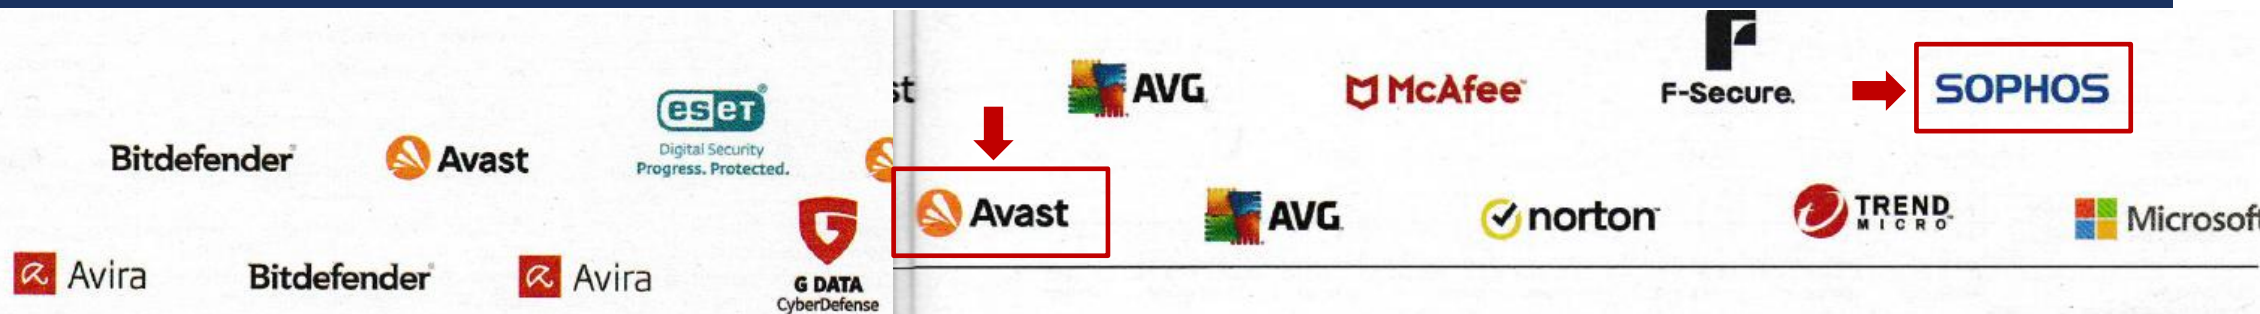 Bitdefender
Avast
eset
Digital Security
Progress. Protected.
Avira
Bitdefender
Avira
G DATA
CyberDefense
st
AVG
McAfee
F-Secure.
SOPHOS
Avast
AVG
norton
TREND
MICRO
Microsoft